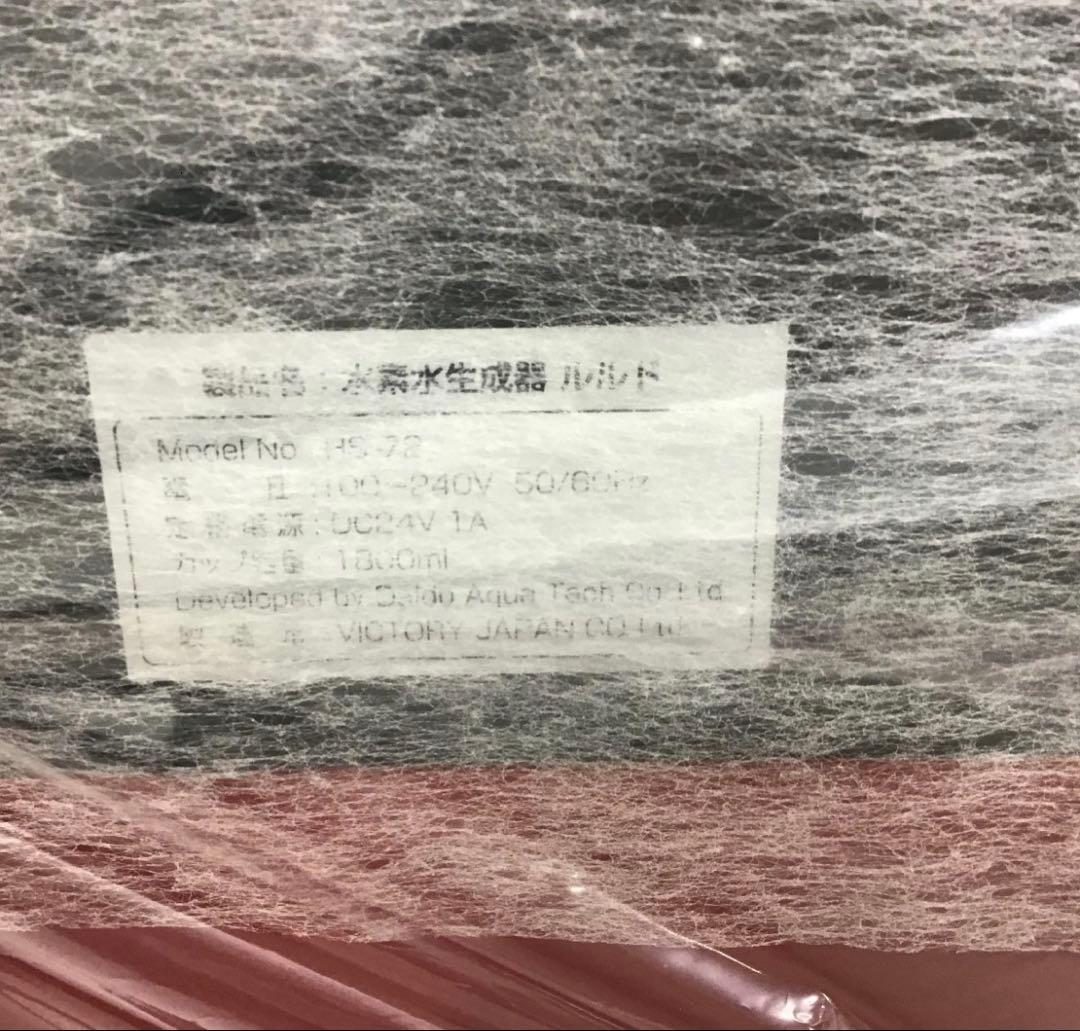 製品名：水素水生成器 ルルド
Model No HS-72
電 圧:100~240V 50/60Hz
定格電源:DC24V 1A
カップ容量:1800ml
Developed by Daido Aqua Tech Co Ltd
製造元:VICTORY JAPAN CO Ltd